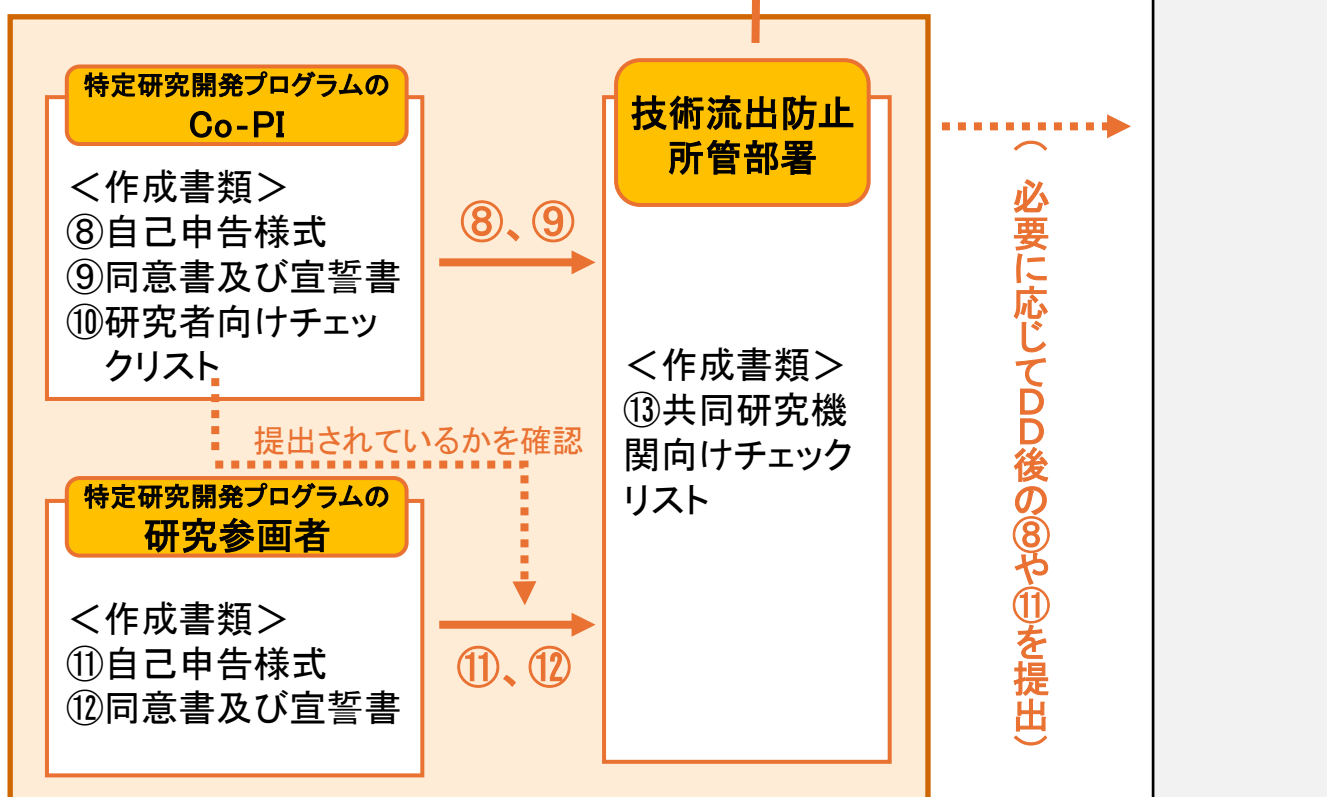 特定研究開発プログラムの
Co-PI
＜作成書類＞
⑧自己申告様式
⑨同意書及び宣誓書
⑩研究者向けチェッ
クリスト
⑧、⑨
提出されているかを確認
特定研究開発プログラムの
研究参画者
＜作成書類＞
⑪自己申告様式
⑫同意書及び宣誓書
⑪、⑫
技術流出防止
所管部署
＜作成書類＞
⑬共同研究機
関向けチェック
リスト
（必要に応じてＤＤ後の⑧や⑪を提出）